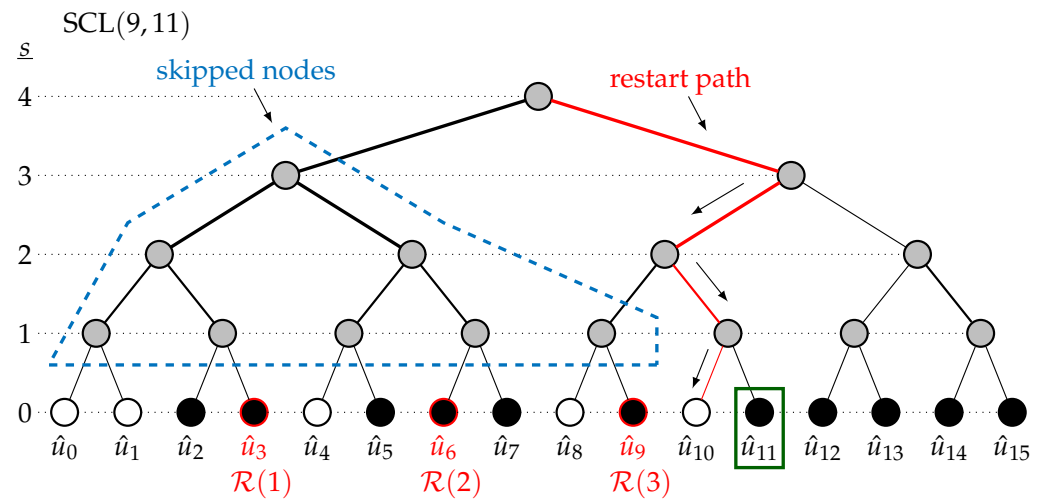 SCL(9, 11)
s
skipped nodes
restart path
4
3
2
1
0
û₀ û₁ û₂ û₃ û₄ û₅ û₆ û₇ û₈ û₉ û₁₀ û₁₁ û₁₂ û₁₃ û₁₄ û₁₅
ℛ(1) ℛ(2) ℛ(3)